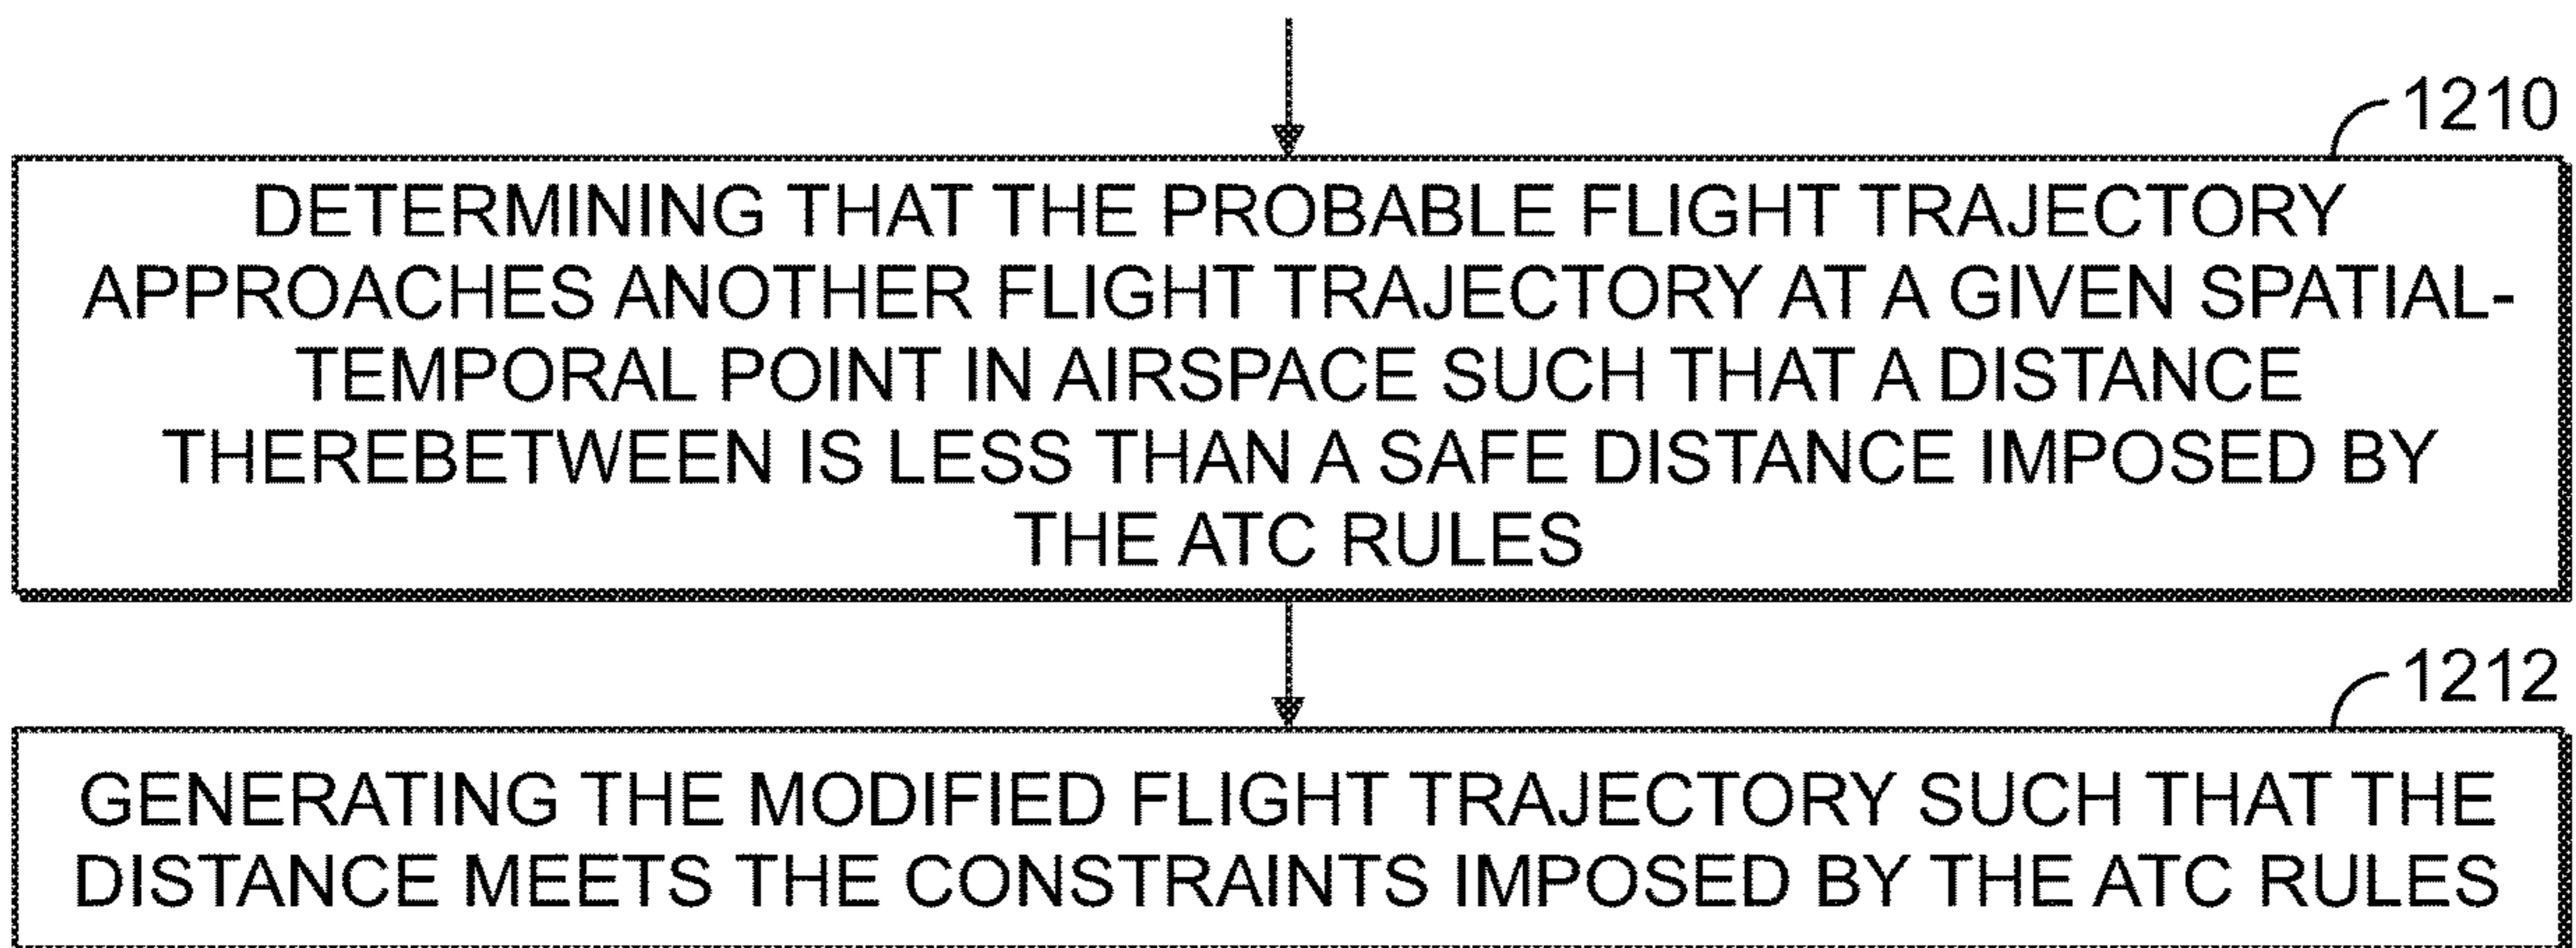 1210
DETERMINING THAT THE PROBABLE FLIGHT TRAJECTORY
APPROACHES ANOTHER FLIGHT TRAJECTORY AT A GIVEN SPATIAL-
TEMPORAL POINT IN AIRSPACE SUCH THAT A DISTANCE
THEREBETWEEN IS LESS THAN A SAFE DISTANCE IMPOSED BY
THE ATC RULES
1212
GENERATING THE MODIFIED FLIGHT TRAJECTORY SUCH THAT THE
DISTANCE MEETS THE CONSTRAINTS IMPOSED BY THE ATC RULES